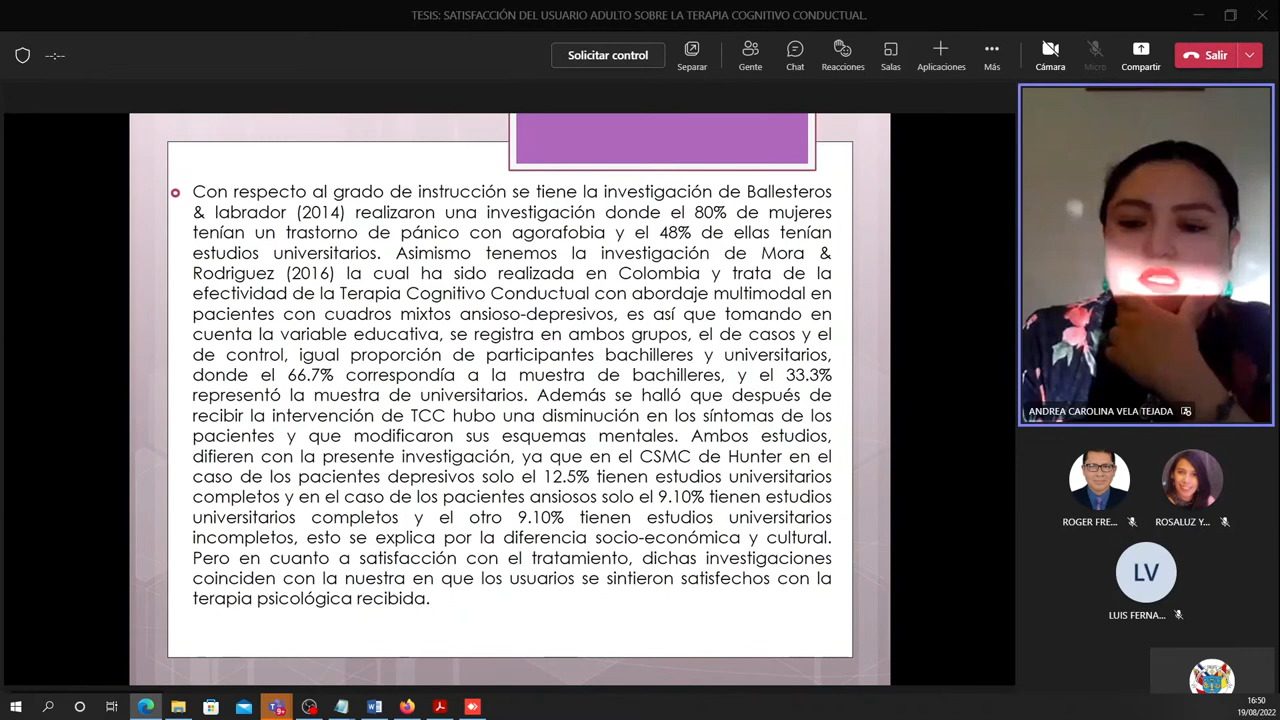 TESIS: SATISFACCIÓN DEL USUARIO ADULTO SOBRE LA TERAPIA COGNITIVO CONDUCTUAL.
--:--
Solicitar control
Separar
Gente
Chat
Reacciones
Salas
Aplicaciones
Más
Cámara
Micro
Compartir
Salir
Con respecto al grado de instrucción se tiene la investigación de Ballesteros
& labrador (2014) realizaron una investigación donde el 80% de mujeres
tenían un trastorno de pánico con agorafobia y el 48% de ellas tenían
estudios universitarios. Asimismo tenemos la investigación de Mora &
Rodriguez (2016) la cual ha sido realizada en Colombia y trata de la
efectividad de la Terapia Cognitivo Conductual con abordaje multimodal en
pacientes con cuadros mixtos ansioso-depresivos, es así que tomando en
cuenta la variable educativa, se registra en ambos grupos, el de casos y el
de control, igual proporción de participantes bachilleres y universitarios,
donde el 66.7% correspondía a la muestra de bachilleres, y el 33.3%
representó la muestra de universitarios. Además se halló que después de
recibir la intervención de TCC hubo una disminución en los síntomas de los
pacientes y que modificaron sus esquemas mentales. Ambos estudios,
difieren con la presente investigación, ya que en el CSMC de Hunter en el
caso de los pacientes depresivos solo el 12.5% tienen estudios universitarios
completos y en el caso de los pacientes ansiosos solo el 9.10% tienen estudios
universitarios completos y el otro 9.10% tienen estudios universitarios
incompletos, esto se explica por la diferencia socio-económica y cultural.
Pero en cuanto a satisfacción con el tratamiento, dichas investigaciones
coinciden con la nuestra en que los usuarios se sintieron satisfechos con la
terapia psicológica recibida.
ANDREA CAROLINA VELA TEJADA
ROGER FRE...
ROSALUZ Y...
LV
LUIS FERNA...
16:50
19/08/2022